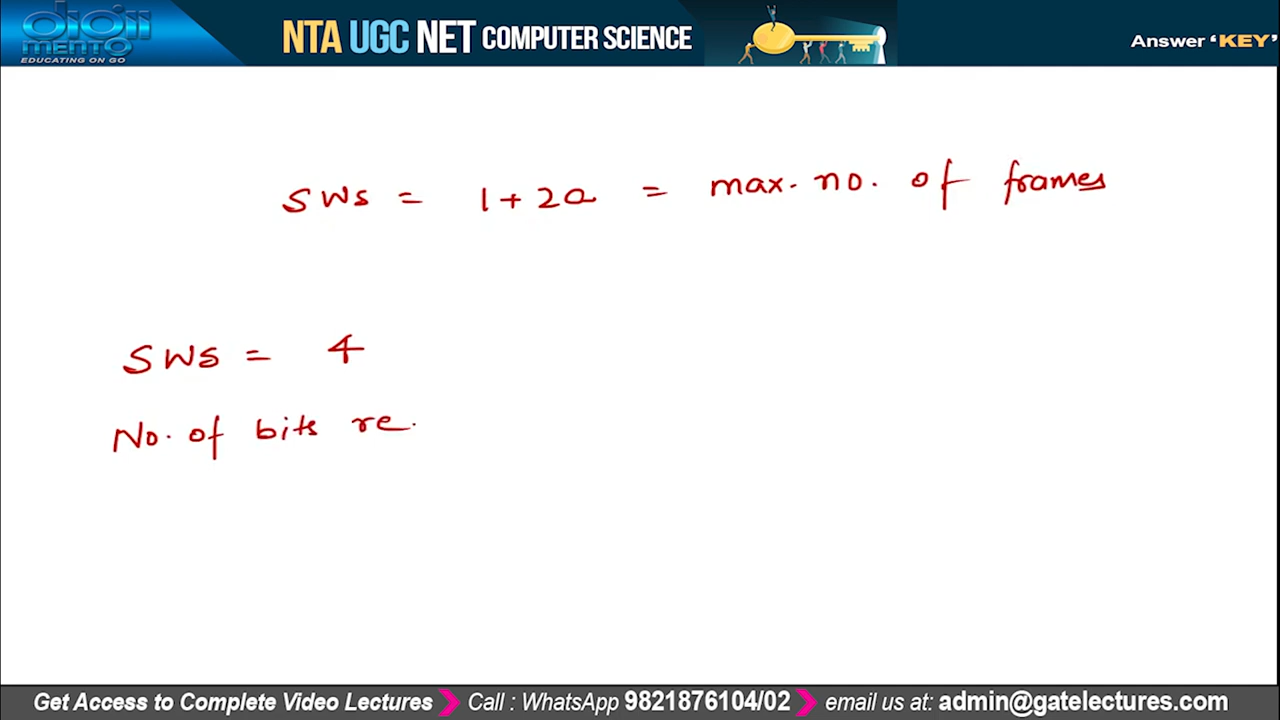 digii
MENTO
EDUCATING ON GO
NTA UGC NET COMPUTER SCIENCE
Answer ‘KEY’
SWS = 1 + 2a = max. no. of frames
SWS = 4
No. of bits re.
Get Access to Complete Video Lectures Call : WhatsApp 9821876104/02 email us at: admin@gatelectures.com